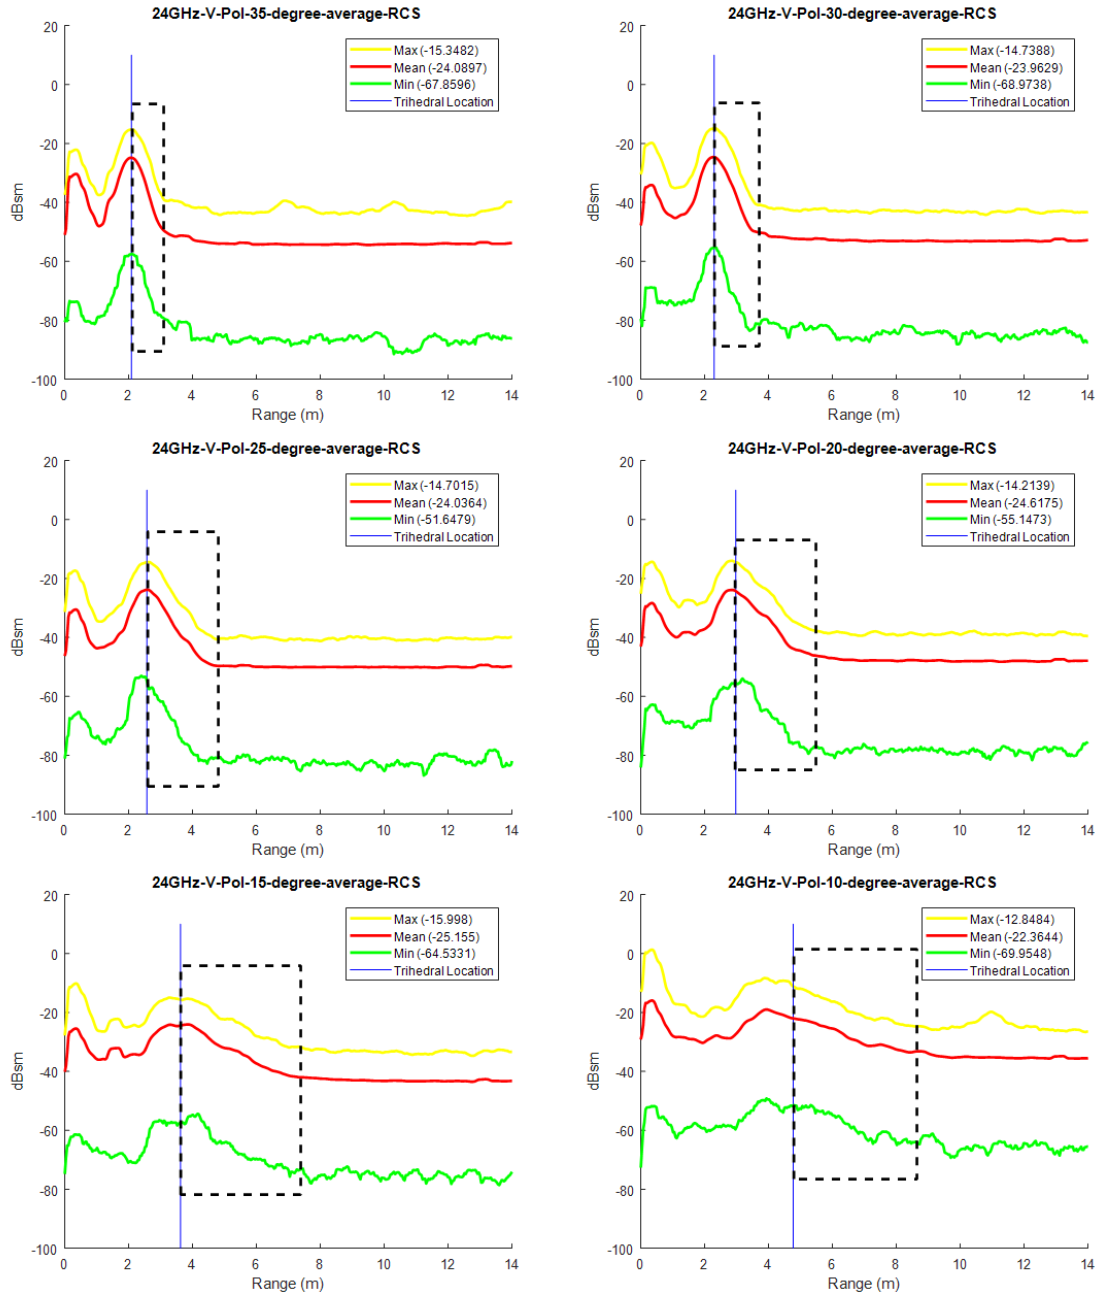 24GHz-V-Pol-35-degree-average-RCS
20
0
-20
-40
-60
-80
-100
dBsm
Max (-15.3482)
Mean (-24.0897)
Min (-67.8596)
Trihedral Location
0 2 4 6 8 10 12 14
Range (m)
24GHz-V-Pol-30-degree-average-RCS
20
0
-20
-40
-60
-80
-100
dBsm
Max (-14.7388)
Mean (-23.9629)
Min (-68.9738)
Trihedral Location
0 2 4 6 8 10 12 14
Range (m)
24GHz-V-Pol-25-degree-average-RCS
20
0
-20
-40
-60
-80
-100
dBsm
Max (-14.7015)
Mean (-24.0364)
Min (-51.6479)
Trihedral Location
0 2 4 6 8 10 12 14
Range (m)
24GHz-V-Pol-20-degree-average-RCS
20
0
-20
-40
-60
-80
-100
dBsm
Max (-14.2139)
Mean (-24.6175)
Min (-55.1473)
Trihedral Location
0 2 4 6 8 10 12 14
Range (m)
24GHz-V-Pol-15-degree-average-RCS
20
0
-20
-40
-60
-80
-100
dBsm
Max (-15.998)
Mean (-25.155)
Min (-64.5331)
Trihedral Location
0 2 4 6 8 10 12 14
Range (m)
24GHz-V-Pol-10-degree-average-RCS
20
0
-20
-40
-60
-80
-100
dBsm
Max (-12.8484)
Mean (-22.3644)
Min (-69.9548)
Trihedral Location
0 2 4 6 8 10 12 14
Range (m)